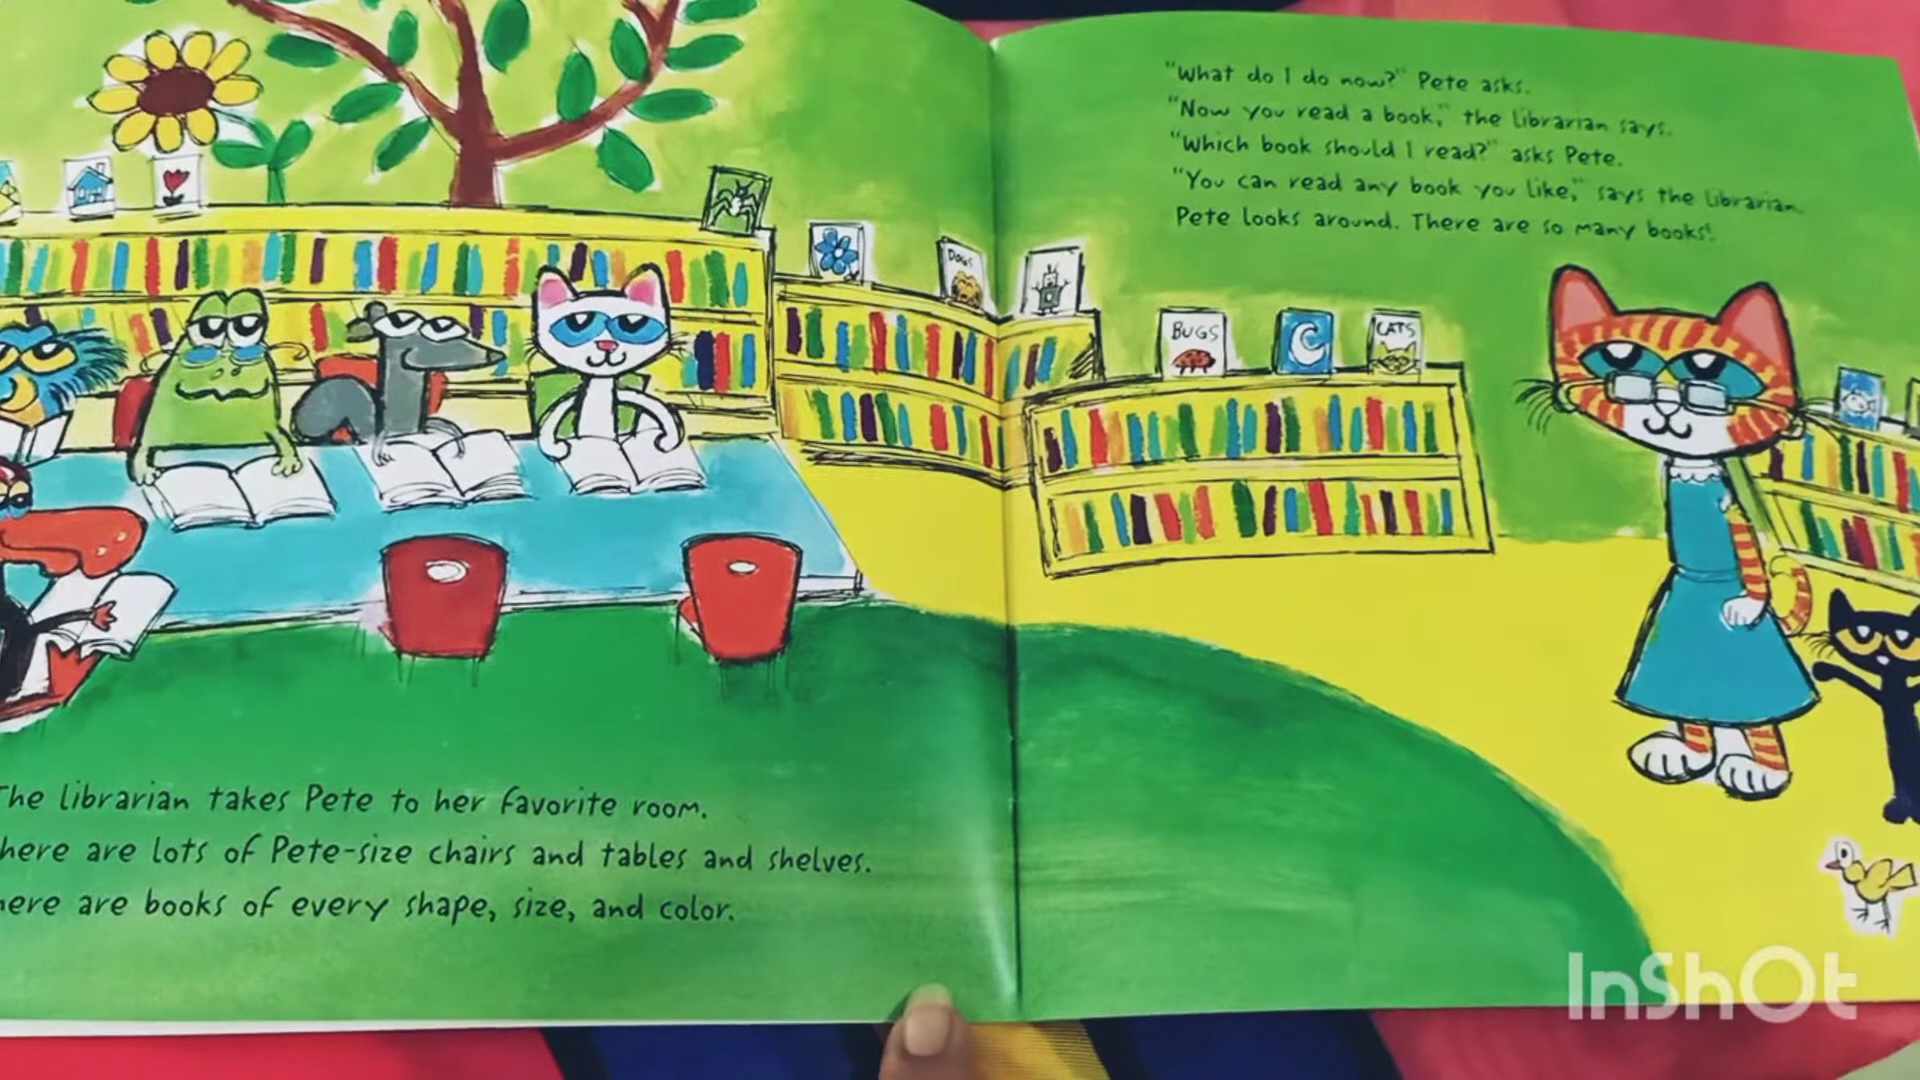 The librarian takes Pete to her favorite room.
here are lots of Pete-size chairs and tables and shelves.
here are books of every shape, size, and color.
"What do I do now?" Pete asks.
"Now you read a book," the librarian says.
"Which book should I read?" asks Pete.
"You can read any book you like," says the librarian.
Pete looks around. There are so many books!
DOGS
BUGS
C
CATS
InShOt